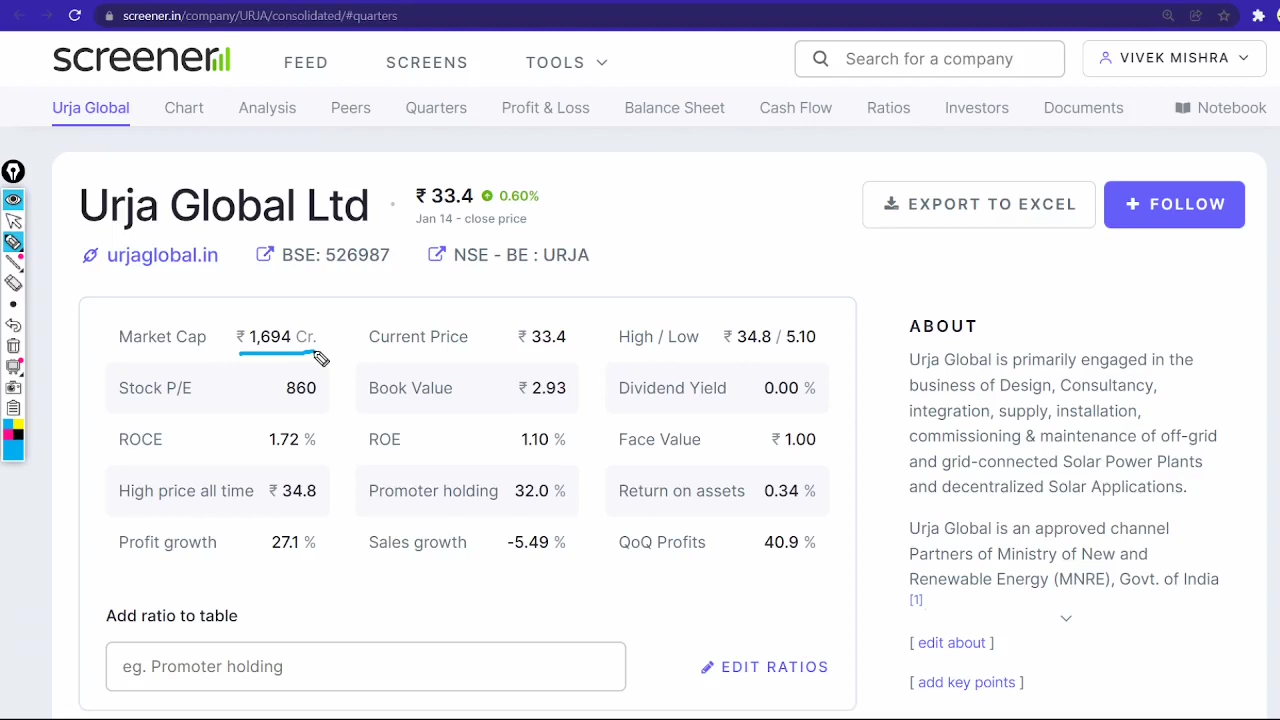 screener.in/company/URJA/consolidated/#quarters
screener FEED SCREENS TOOLS Search for a company VIVEK MISHRA
Urja Global Chart Analysis Peers Quarters Profit & Loss Balance Sheet Cash Flow Ratios Investors Documents Notebook
Urja Global Ltd · ₹ 33.4 0.60%
Jan 14 - close price
EXPORT TO EXCEL + FOLLOW
urjaglobal.in BSE: 526987 NSE - BE : URJA
Market Cap ₹ 1,694 Cr. Current Price ₹ 33.4 High / Low ₹ 34.8 / 5.10
Stock P/E 860 Book Value ₹ 2.93 Dividend Yield 0.00 %
ROCE 1.72 % ROE 1.10 % Face Value ₹ 1.00
High price all time ₹ 34.8 Promoter holding 32.0 % Return on assets 0.34 %
Profit growth 27.1 % Sales growth -5.49 % QoQ Profits 40.9 %
Add ratio to table
eg. Promoter holding EDIT RATIOS
ABOUT
Urja Global is primarily engaged in the
business of Design, Consultancy,
integration, supply, installation,
commissioning & maintenance of off-grid
and grid-connected Solar Power Plants
and decentralized Solar Applications.
Urja Global is an approved channel
Partners of Ministry of New and
Renewable Energy (MNRE), Govt. of India
[1]
[ edit about ]
[ add key points ]